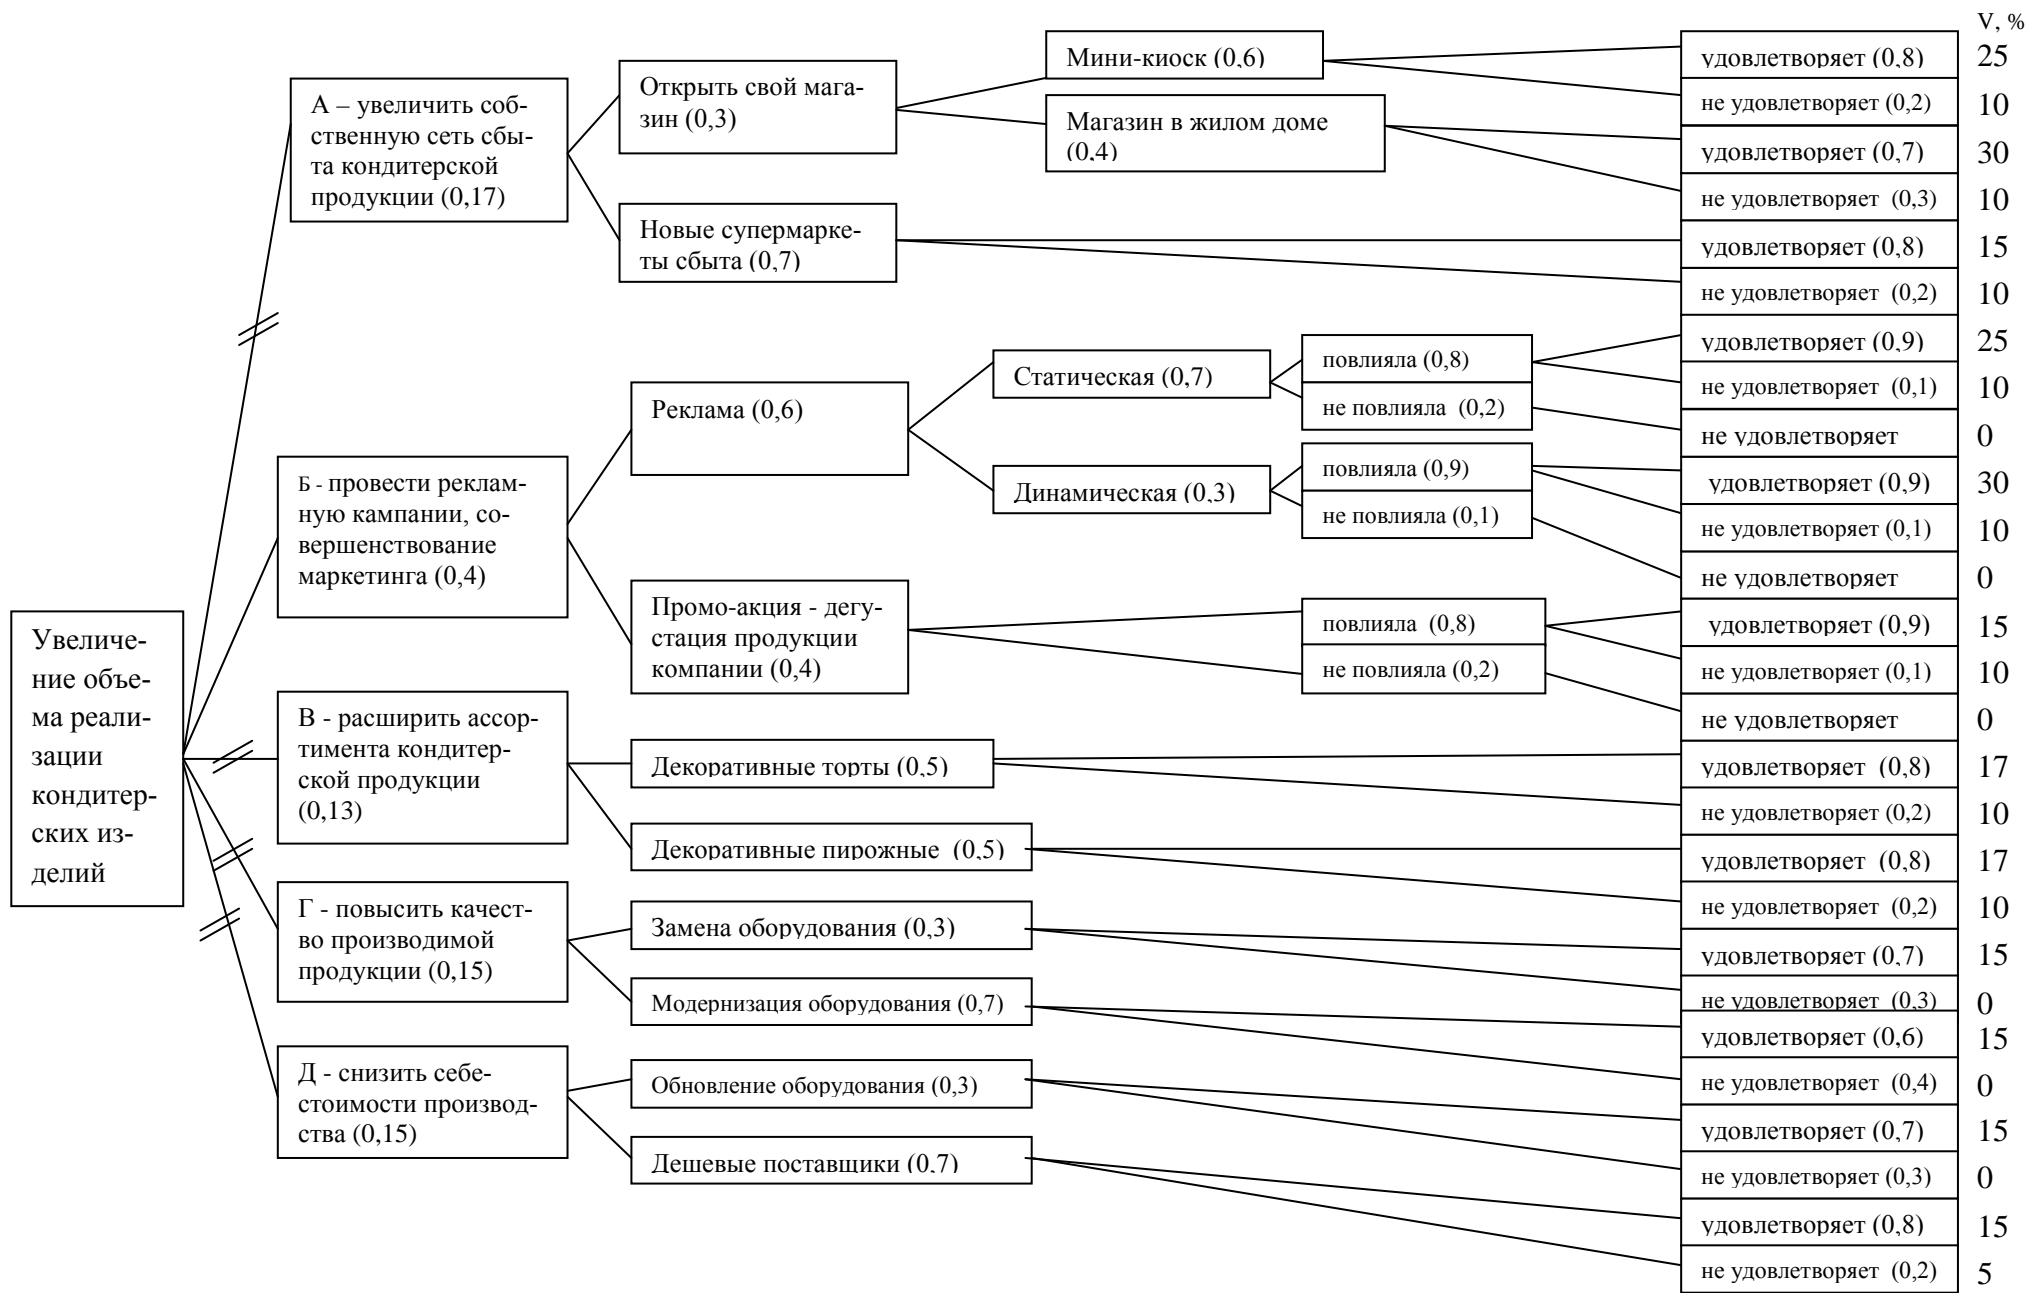 V, %
Увеличе-
ние объе-
ма реали-
зации
кондитер-
ских из-
делий
А – увеличить соб-
ственную сеть сбы-
та кондитерской
продукции (0,17)
Открыть свой мага-
зин (0,3)
Мини-киоск (0,6)
удовлетворяет (0,8) 25
не удовлетворяет (0,2) 10
Магазин в жилом доме
(0,4)
удовлетворяет (0,7) 30
не удовлетворяет (0,3) 10
Новые супермарке-
ты сбыта (0,7)
удовлетворяет (0,8) 15
не удовлетворяет (0,2) 10
Б - провести реклам-
ную кампании, со-
вершенствование
маркетинга (0,4)
Реклама (0,6)
Статическая (0,7)
повлияла (0,8)
удовлетворяет (0,9) 25
не удовлетворяет (0,1) 10
не повлияла (0,2)
не удовлетворяет 0
Динамическая (0,3)
повлияла (0,9)
удовлетворяет (0,9) 30
не удовлетворяет (0,1) 10
не повлияла (0,1)
не удовлетворяет 0
Промо-акция - дегу-
стация продукции
компании (0,4)
повлияла (0,8)
удовлетворяет (0,9) 15
не удовлетворяет (0,1) 10
не повлияла (0,2)
не удовлетворяет 0
В - расширить ассор-
тимента кондитер-
ской продукции
(0,13)
Декоративные торты (0,5)
удовлетворяет (0,8) 17
не удовлетворяет (0,2) 10
Декоративные пирожные (0,5)
удовлетворяет (0,8) 17
не удовлетворяет (0,2) 10
Г - повысить качест-
во производимой
продукции (0,15)
Замена оборудования (0,3)
удовлетворяет (0,7) 15
не удовлетворяет (0,3) 0
Модернизация оборудования (0,7)
удовлетворяет (0,6) 15
не удовлетворяет (0,4) 0
Д - снизить себе-
стоимости производ-
ства (0,15)
Обновление оборудования (0,3)
удовлетворяет (0,7) 15
не удовлетворяет (0,3) 0
Дешевые поставщики (0,7)
удовлетворяет (0,8) 15
не удовлетворяет (0,2) 5